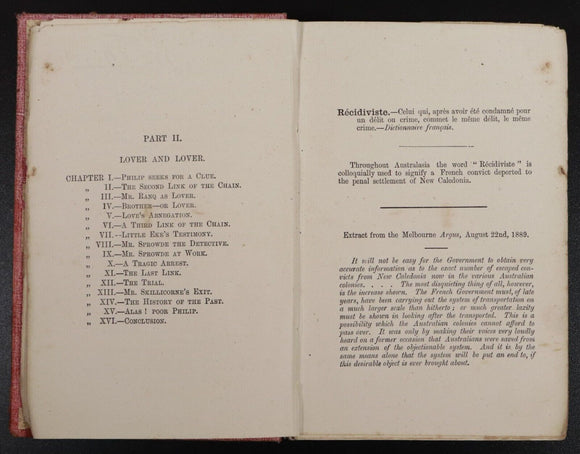 PART II.
LOVER AND LOVER.
CHAPTER I.—PHILIP SEEKS FOR A CLUE.
„ II.—THE SECOND LINK OF THE CHAIN.
„ III.—MR. RANQ AS LOVER.
„ IV.—BROTHER—OR LOVER.
„ V.—LOVE'S ABNEGATION.
„ VI.—A THIRD LINK OF THE CHAIN.
„ VII.—LITTLE EEE'S TESTIMONY.
„ VIII.—MR. SPROWDE THE DETECTIVE.
„ IX.—MR. SPROWDE AT WORK.
„ X.—A TRAGIC ARREST.
„ XI.—THE LAST LINK.
„ XII.—THE TRIAL.
„ XIII.—MR. SKILLICORNE'S EXIT.
„ XIV.—THE HISTORY OF THE PAST.
„ XV.—ALAS! POOR PHILIP.
„ XVI.—CONCLUSION.
Récidiviste.—Celui qui, après avoir été condamné pour
un délit ou crime, commet le même délit, le même
crime.—Dictionnaire français.
Throughout Australasia the word "Récidiviste" is
colloquially used to signify a French convict deported to
the penal settlement of New Caledonia.
Extract from the Melbourne Argus, August 22nd, 1889.
It will not be easy for the Government to obtain very
accurate information as to the exact number of escaped con-
victs from New Caledonia now in the various Australian
colonies. . . . . The most disquieting thing of all, however,
is the increase shown. The French Government must, of late
years, have been carrying out the system of transportation on
a much larger scale than hitherto; or much greater laxity
must be shown in looking after the transported. This is a
possibility which the Australian colonies cannot afford to
pass over. It was only by making their voices very loudly
heard on a former occasion that Australians were saved from
an extension of the objectionable system. And it is by the
same means alone that the system will be put an end to, if
this desirable object is ever brought about.